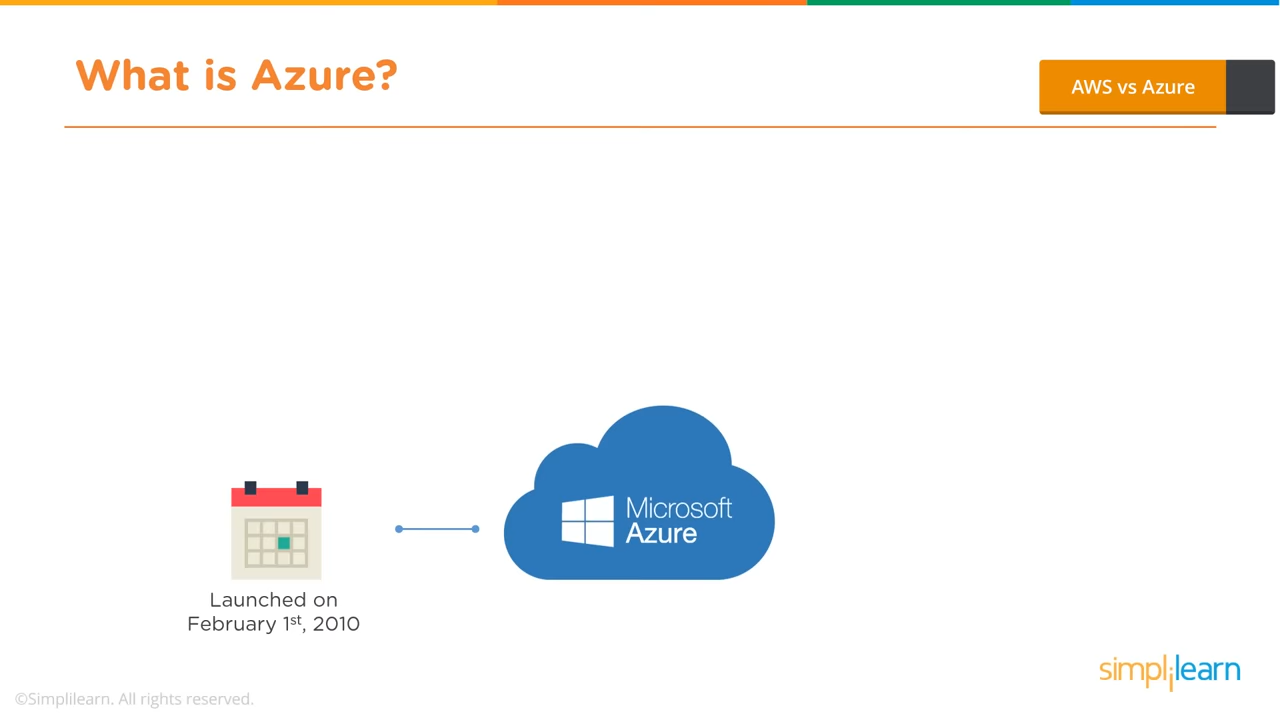 What is Azure?
AWS vs Azure
Microsoft
Azure
Launched on
February 1st, 2010
simplilearn
©Simplilearn. All rights reserved.